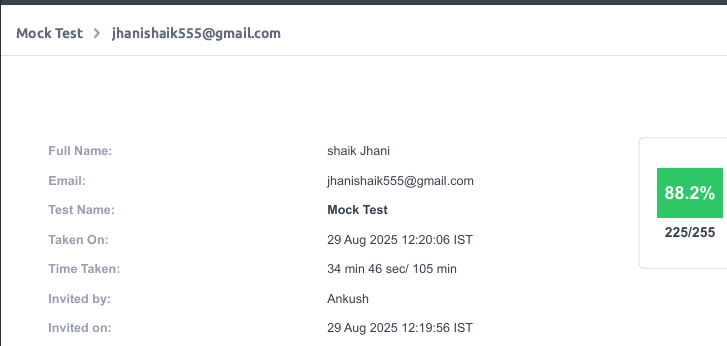 Mock Test > jhanishaik555@gmail.com
Full Name: shaik Jhani
Email: jhanishaik555@gmail.com
88.2%
Test Name: Mock Test
225/255
Taken On: 29 Aug 2025 12:20:06 IST
Time Taken: 34 min 46 sec/ 105 min
Invited by: Ankush
Invited on: 29 Aug 2025 12:19:56 IST